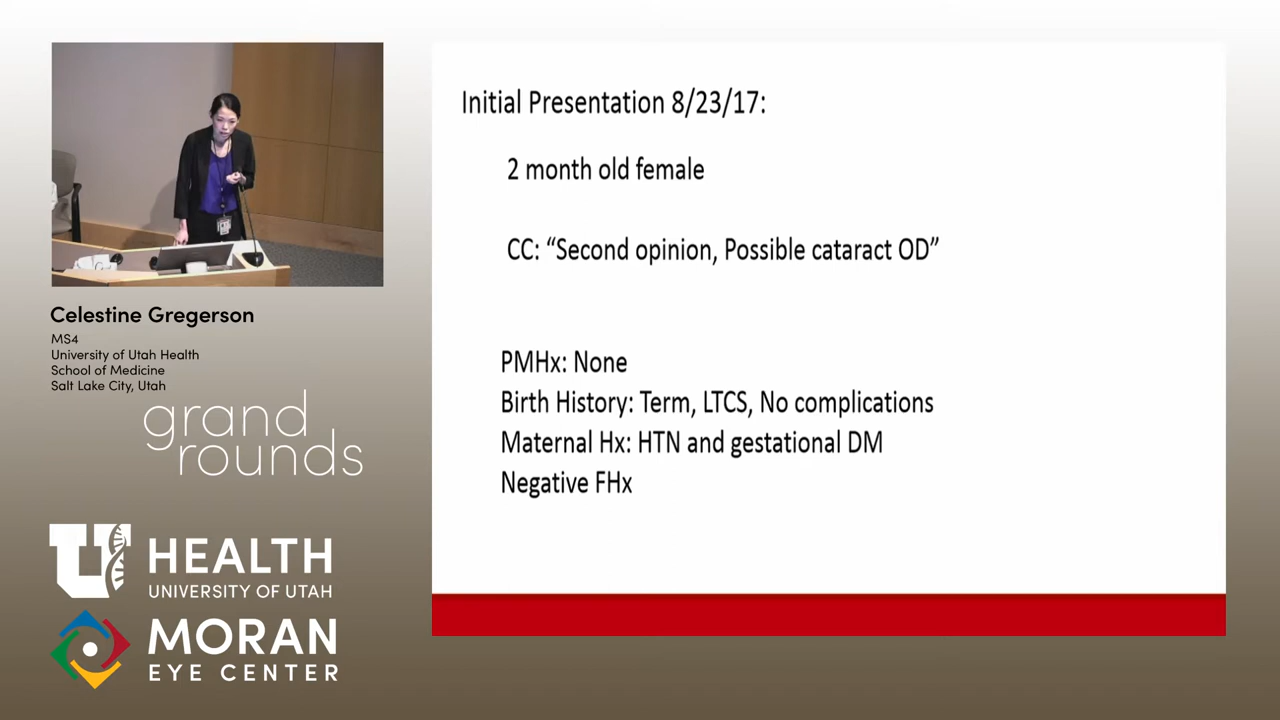 Initial Presentation 8/23/17:
2 month old female
CC: “Second opinion, Possible cataract OD”
PMHx: None
Birth History: Term, LTCS, No complications
Maternal Hx: HTN and gestational DM
Negative FHx
Celestine Gregerson
MS4
University of Utah Health
School of Medicine
Salt Lake City, Utah
grand
rounds
U HEALTH
UNIVERSITY OF UTAH
MORAN
EYE CENTER